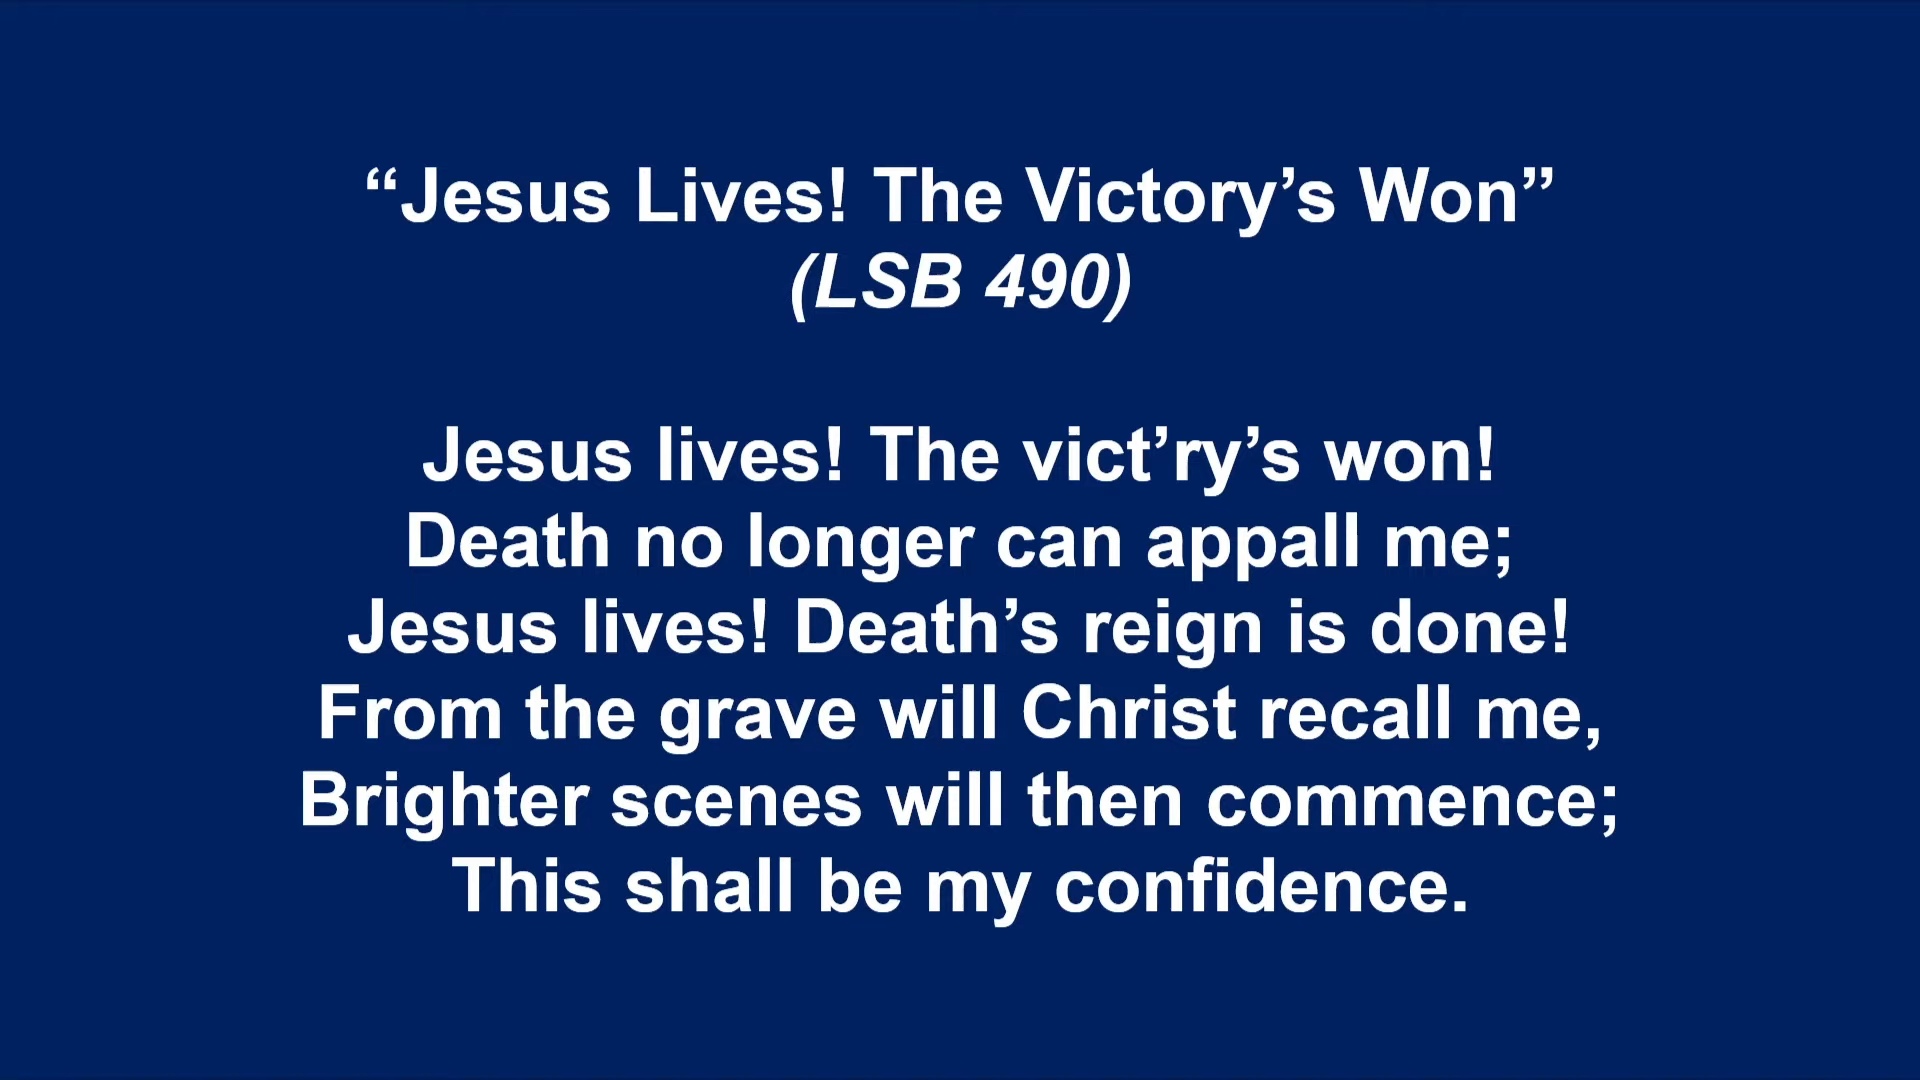 “Jesus Lives! The Victory’s Won”
(LSB 490)
Jesus lives! The vict’ry’s won!
Death no longer can appall me;
Jesus lives! Death’s reign is done!
From the grave will Christ recall me,
Brighter scenes will then commence;
This shall be my confidence.